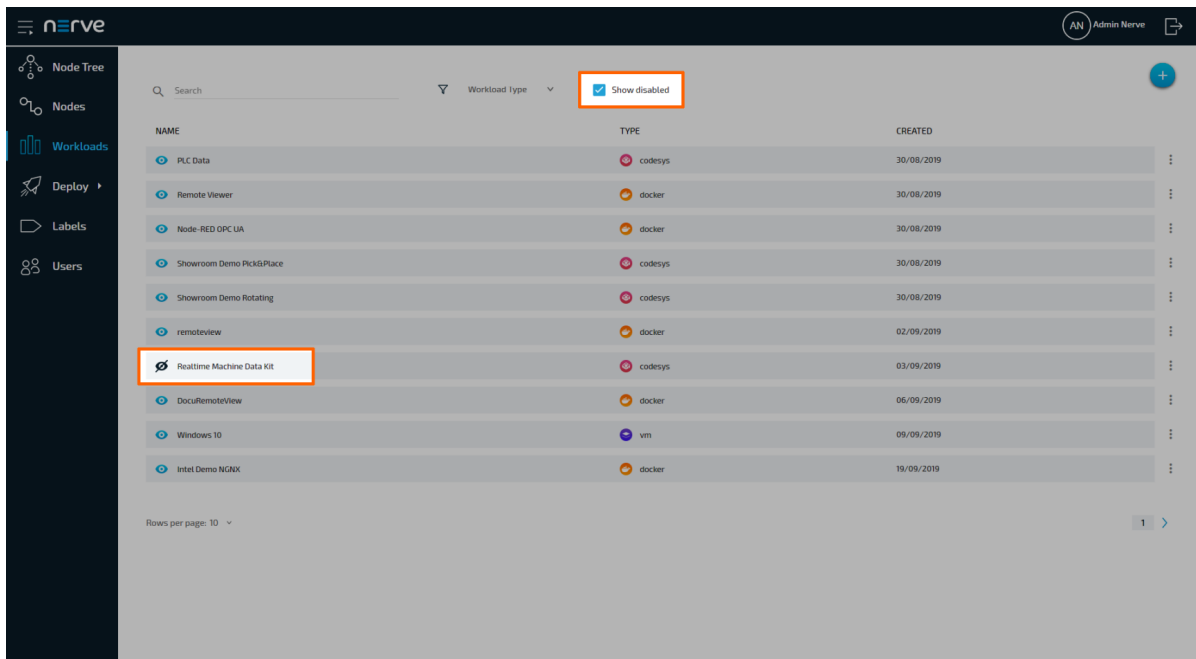 nerve
AN Admin Nerve
Node Tree
Nodes
Workloads
Deploy
Labels
Users
Search Workload Type Show disabled
+
NAME TYPE CREATED
PLC Data codesys 30/08/2019
Remote Viewer docker 30/08/2019
Node-RED OPC UA docker 30/08/2019
Showroom Demo Pick&Place codesys 30/08/2019
Showroom Demo Rotating codesys 30/08/2019
remoteview docker 02/09/2019
Realtime Machine Data Kit codesys 03/09/2019
DocuRemoteView docker 06/09/2019
Windows 10 vm 09/09/2019
Intel Demo NGNX docker 19/09/2019
Rows per page: 10 1